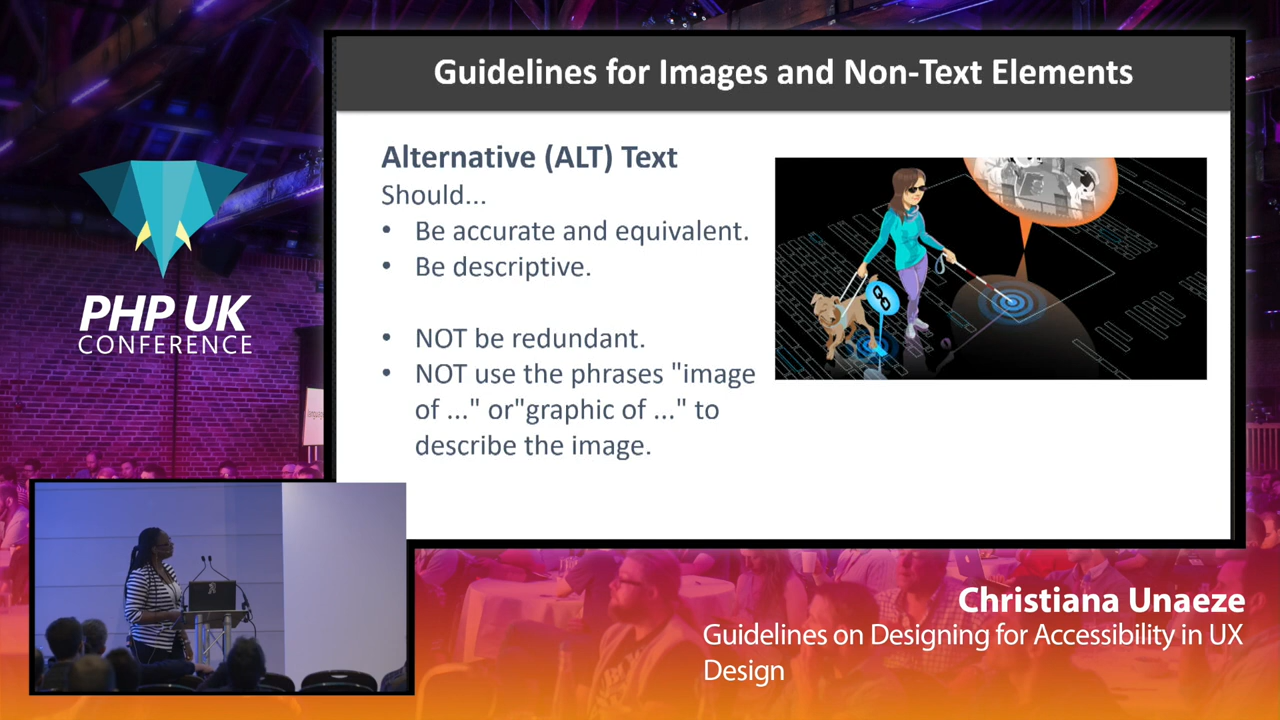 Guidelines for Images and Non-Text Elements
Alternative (ALT) Text
Should...
• Be accurate and equivalent.
• Be descriptive.
• NOT be redundant.
• NOT use the phrases "image
of ..." or"graphic of ..." to
describe the image.
PHP UK
CONFERENCE
Christiana Unaeze
Guidelines on Designing for Accessibility in UX
Design